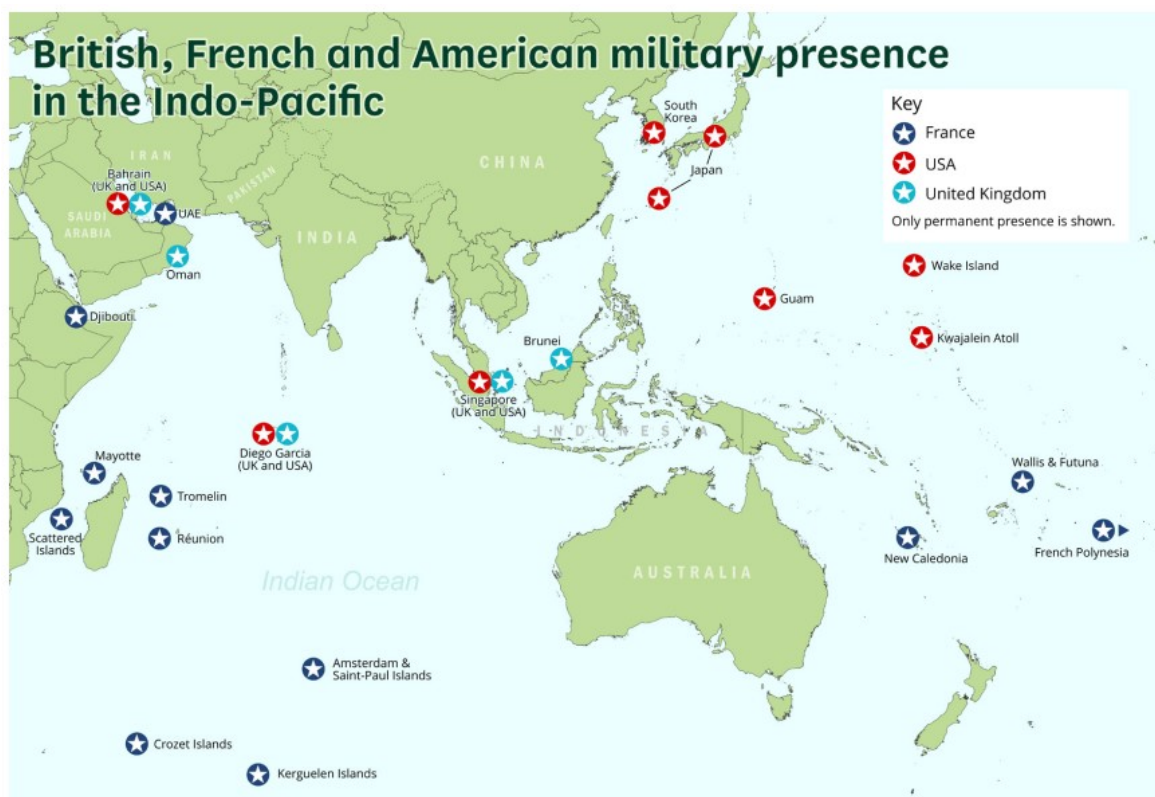 British, French and American military presence
in the Indo-Pacific
Key
France
USA
United Kingdom
Only permanent presence is shown.
South
Korea
Japan
CHINA
IRAN
PAKISTAN
Bahrain
(UK and USA)
UAE
SAUDI
ARABIA
INDIA
Oman
Djibouti
Wake Island
Guam
Kwajalein Atoll
Brunei
Singapore
(UK and USA)
INDONESIA
Diego Garcia
(UK and USA)
Mayotte
Tromelin
Scattered
Islands
Réunion
Wallis & Futuna
French Polynesia
New Caledonia
AUSTRALIA
Indian Ocean
Amsterdam &
Saint-Paul Islands
Crozet Islands
Kerguelen Islands